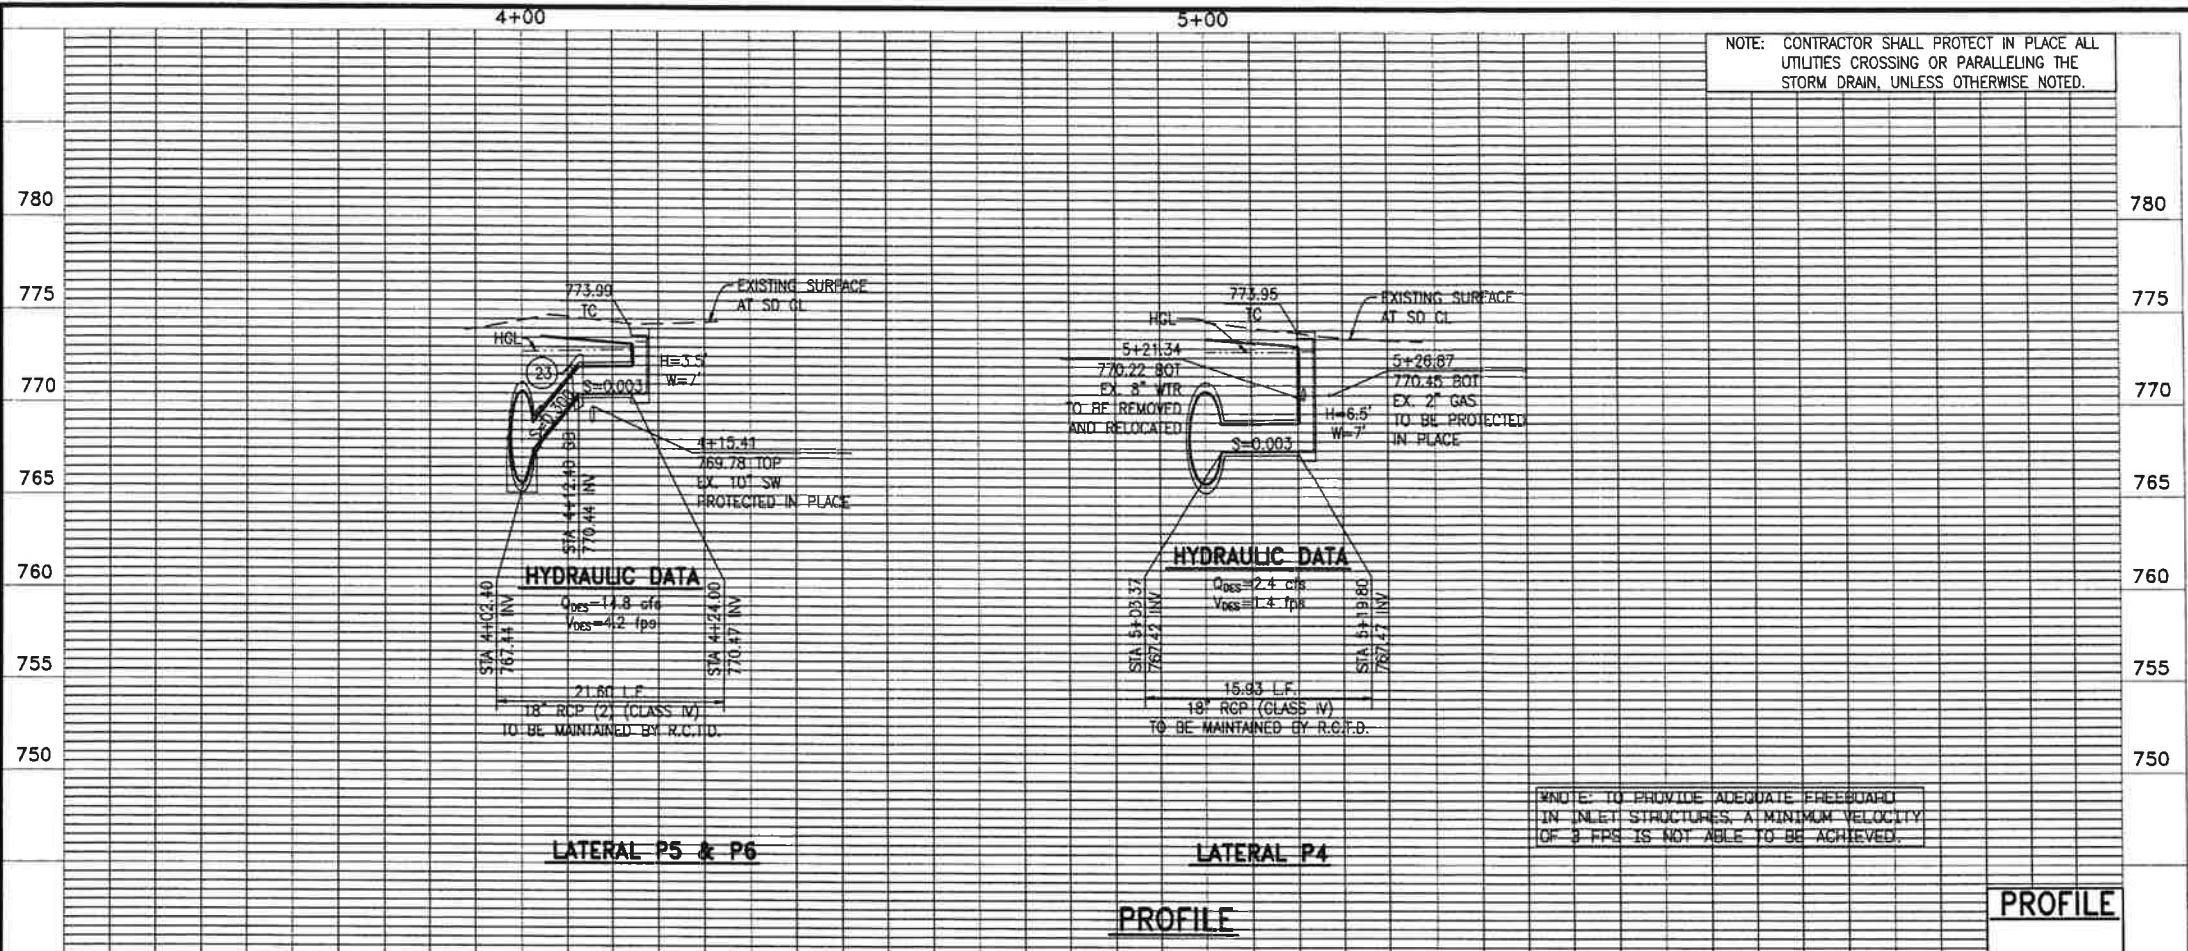 4+00
5+00
NOTE: CONTRACTOR SHALL PROTECT IN PLACE ALL
UTILITIES CROSSING OR PARALLELING THE
STORM DRAIN, UNLESS OTHERWISE NOTED.
780
775
770
765
760
755
750
780
775
770
765
760
755
750
773.99
TC
EXISTING SURFACE
AT SD CL
HGL
23
H=3.5'
W=7'
S=0.003
S=0.308
4+15.41
769.78 TOP
EX. 10" SW
PROTECTED IN PLACE
STA 4+12.40 GB
770.44 INV
HYDRAULIC DATA
QDES=14.8 cfs
VDES=4.2 fps
STA 4+02.40
767.44 INV
STA 4+24.00
770.47 INV
21.60 L.F.
18" RCP (2) (CLASS IV)
TO BE MAINTAINED BY R.C.T.D.
LATERAL P5 & P6
773.95
TC
EXISTING SURFACE
AT SD CL
HGL
5+21.34
770.22 BOT
EX. 8" WTR
TO BE REMOVED
AND RELOCATED
5+26.87
770.45 BOT
EX. 2" GAS
TO BE PROTECTED
IN PLACE
H=6.5'
W=7'
S=0.003
HYDRAULIC DATA
QDES=2.4 cfs
VDES=1.4 fps
STA 5+03.37
767.42 INV
STA 5+19.80
767.47 INV
15.93 L.F.
18" RCP (CLASS IV)
TO BE MAINTAINED BY R.C.T.D.
LATERAL P4
*NOTE: TO PROVIDE ADEQUATE FREEBOARD
IN INLET STRUCTURES, A MINIMUM VELOCITY
OF 3 FPS IS NOT ABLE TO BE ACHIEVED.
PROFILE
PROFILE